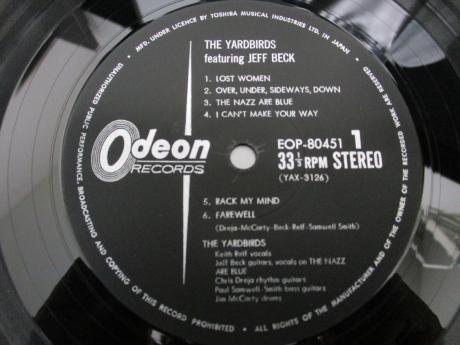 MFD. UNDER LICENCE BY TOSHIBA MUSICAL INDUSTRIES LTD. IN JAPAN
THE YARDBIRDS
featuring JEFF BECK
1. LOST WOMEN
2. OVER, UNDER, SIDEWAYS, DOWN
3. THE NAZZ ARE BLUE
4. I CAN'T MAKE YOUR WAY
Odeon
RECORDS
EOP-80451 1
33⅓ RPM STEREO
(YAX-3126)
5. RACK MY MIND
6. FAREWELL
(Dreja-McCarty-Beck-Relf-Samwell Smith)
THE YARDBIRDS
Keith Relf vocals
Jeff Beck guitars, vocals on THE NAZZ
ARE BLUE
Chris Dreja rhythm guitars
Paul Samwell-Smith bass guitars
Jim McCarty drums
UNAUTHORIZED PUBLIC PERFORMANCE, BROADCASTING AND COPYING OF THIS RECORD PROHIBITED • ALL RIGHTS OF THE MANUFACTURER AND OF THE OWNER OF THE RECORDED WORK ARE RESERVED